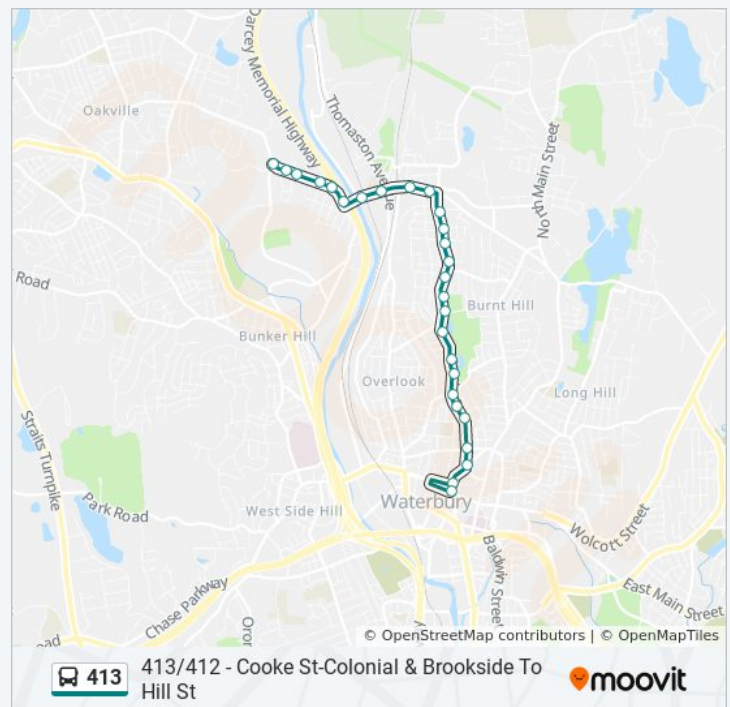 Darcey Memorial Highway
Oakville
Thomaston Avenue
North Main Street
Road
Burnt Hill
Bunker Hill
Overlook
Long Hill
Straits Turnpike
Waterbury
Park Road
West Side Hill
Wolcott Street
Baldwin Street
East Main Street
Chase Parkway
Oror
oad
© OpenStreetMap contributors | © OpenMapTiles
413
413/412 - Cooke St-Colonial & Brookside To
Hill St
moovit